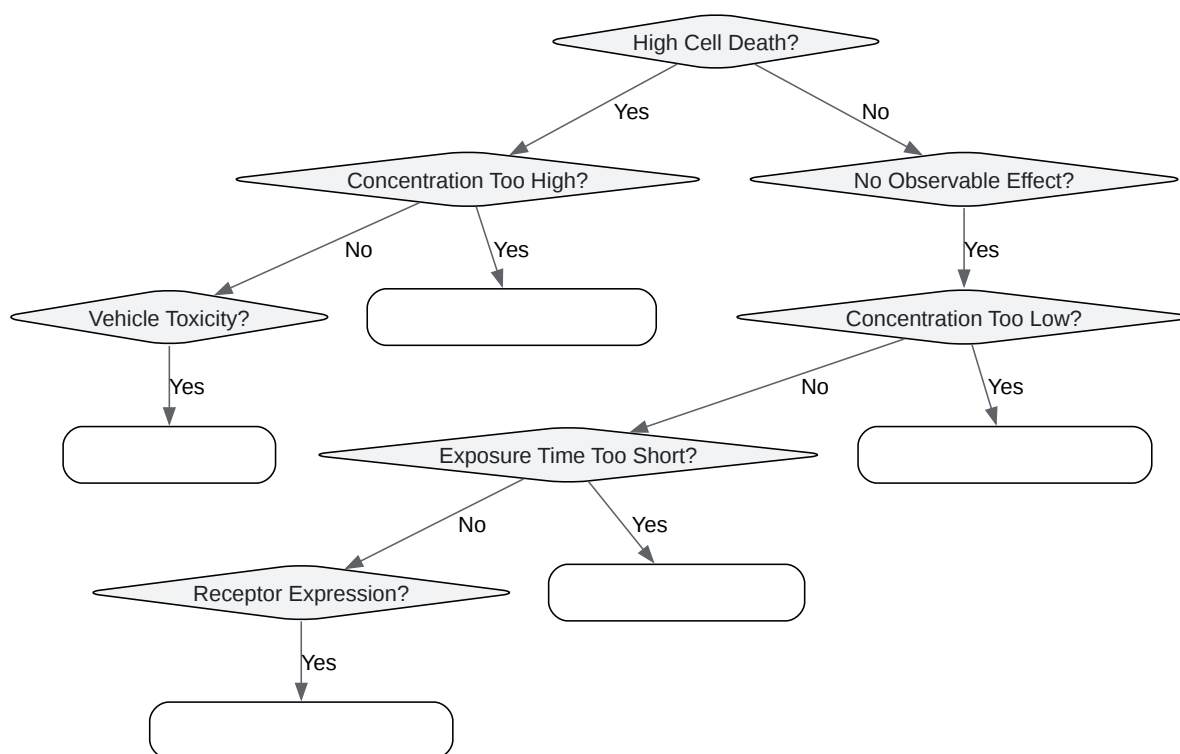 High Cell Death?
Yes
No
Concentration Too High?
No Observable Effect?
No
Yes
Yes
Vehicle Toxicity?
Concentration Too Low?
Yes
No
Yes
Exposure Time Too Short?
No
Yes
Receptor Expression?
Yes